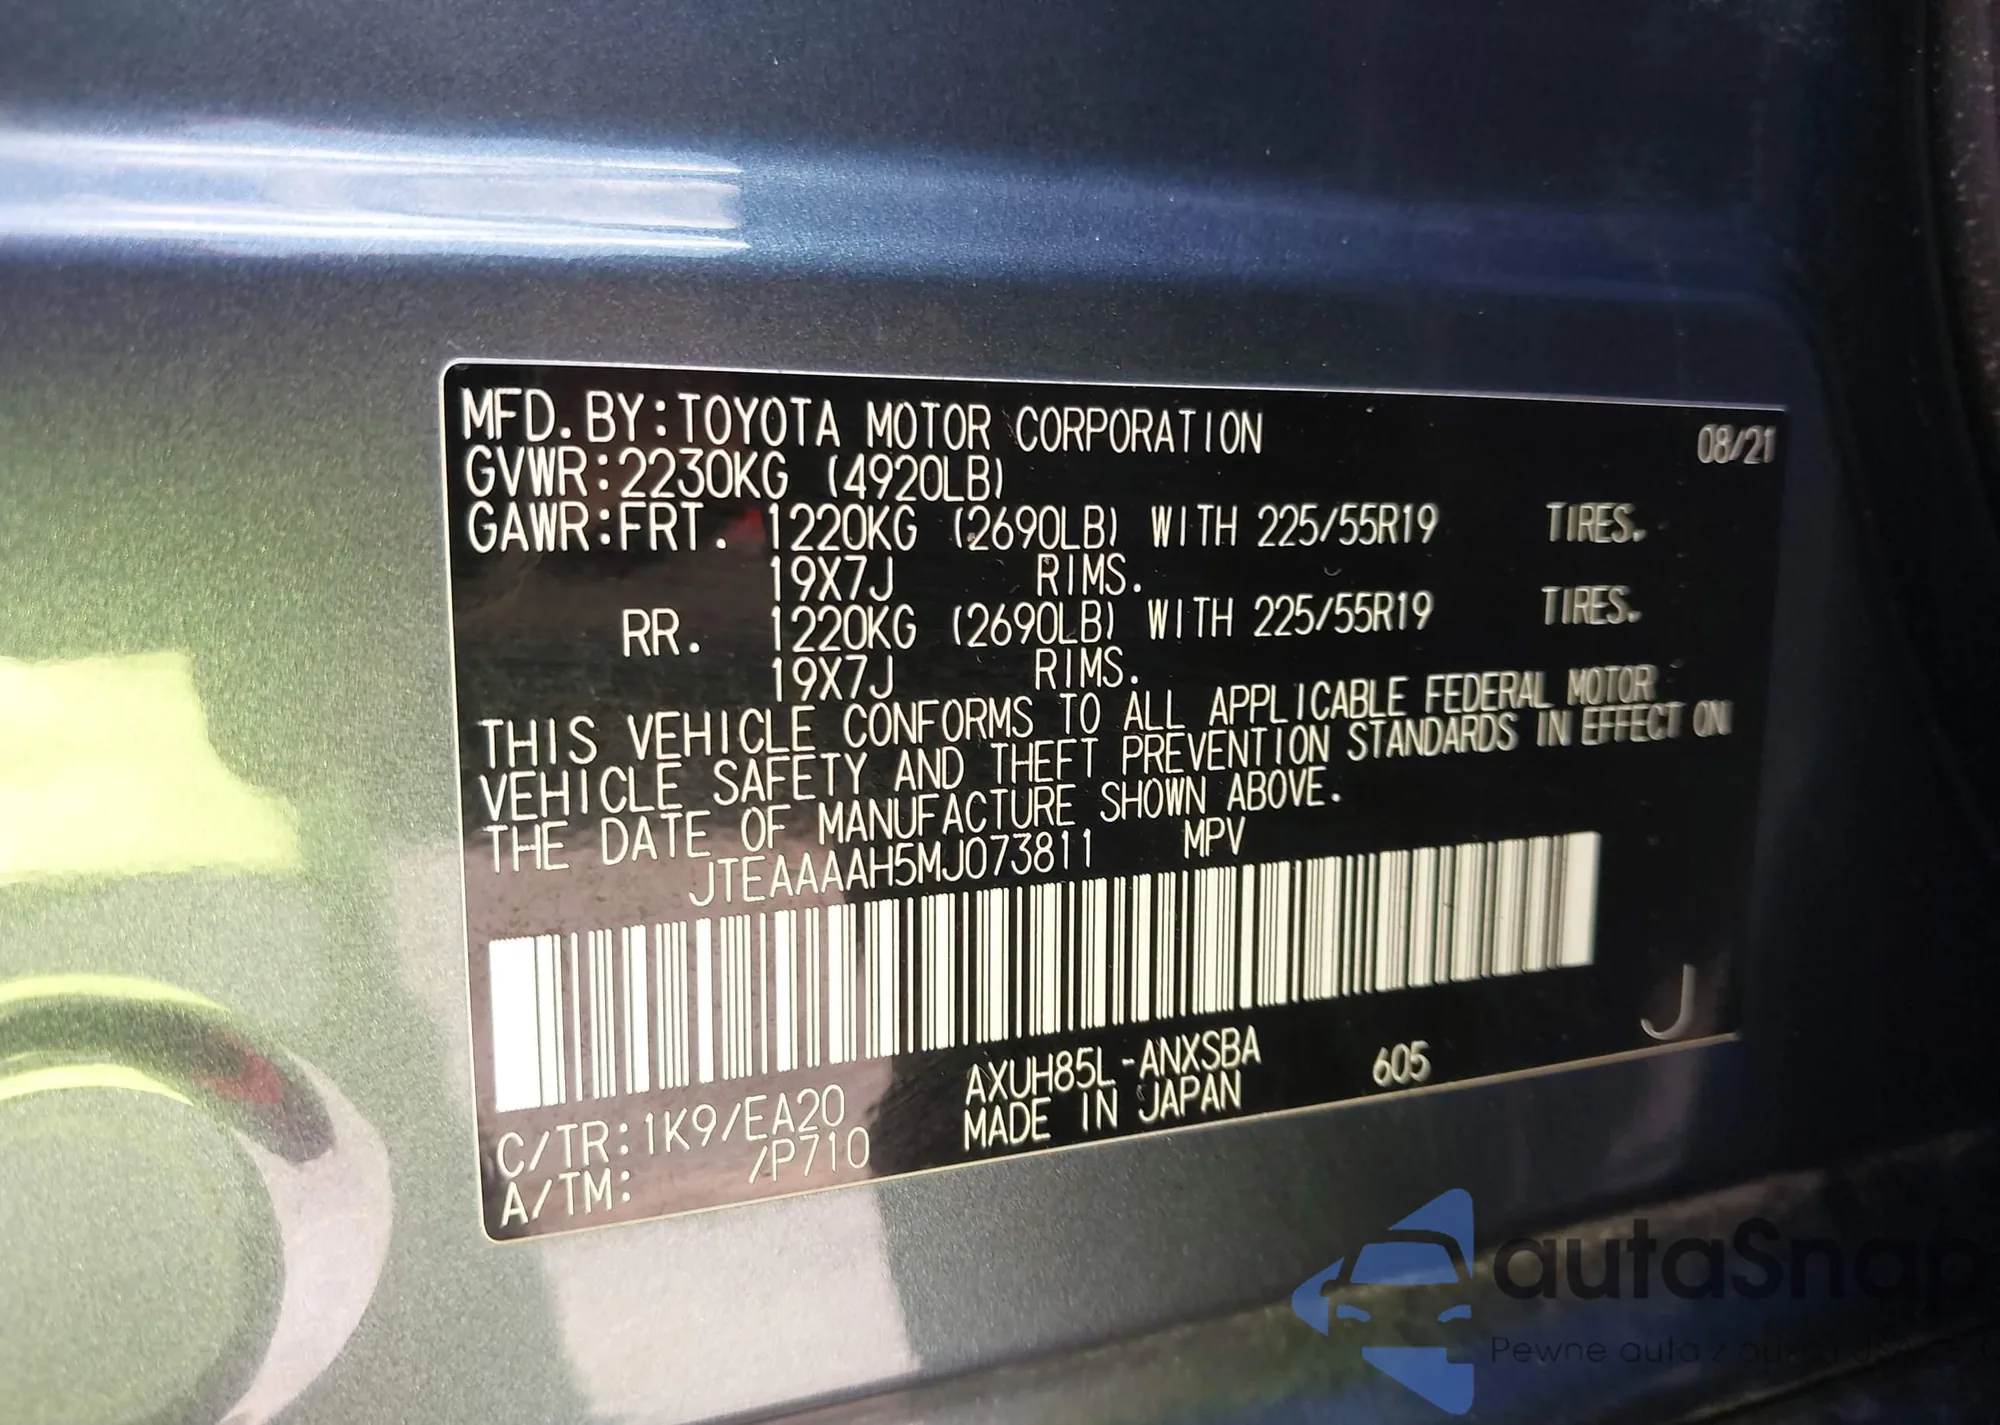 MFD. BY:TOYOTA MOTOR CORPORATION 08/21
GVWR:2230KG (4920LB)
GAWR:FRT. 1220KG (2690LB) WITH 225/55R19 TIRES.
19X7J RIMS.
RR. 1220KG (2690LB) WITH 225/55R19 TIRES.
19X7J RIMS.
THIS VEHICLE CONFORMS TO ALL APPLICABLE FEDERAL MOTOR
VEHICLE SAFETY AND THEFT PREVENTION STANDARDS IN EFFECT ON
THE DATE OF MANUFACTURE SHOWN ABOVE.
JTEAAAAH5MJ073811 MPV
J
AXUH85L-ANXSBA 605
C/TR:1K9/EA20 MADE IN JAPAN
A/TM: /P710
autaSnap
Pewne auta z